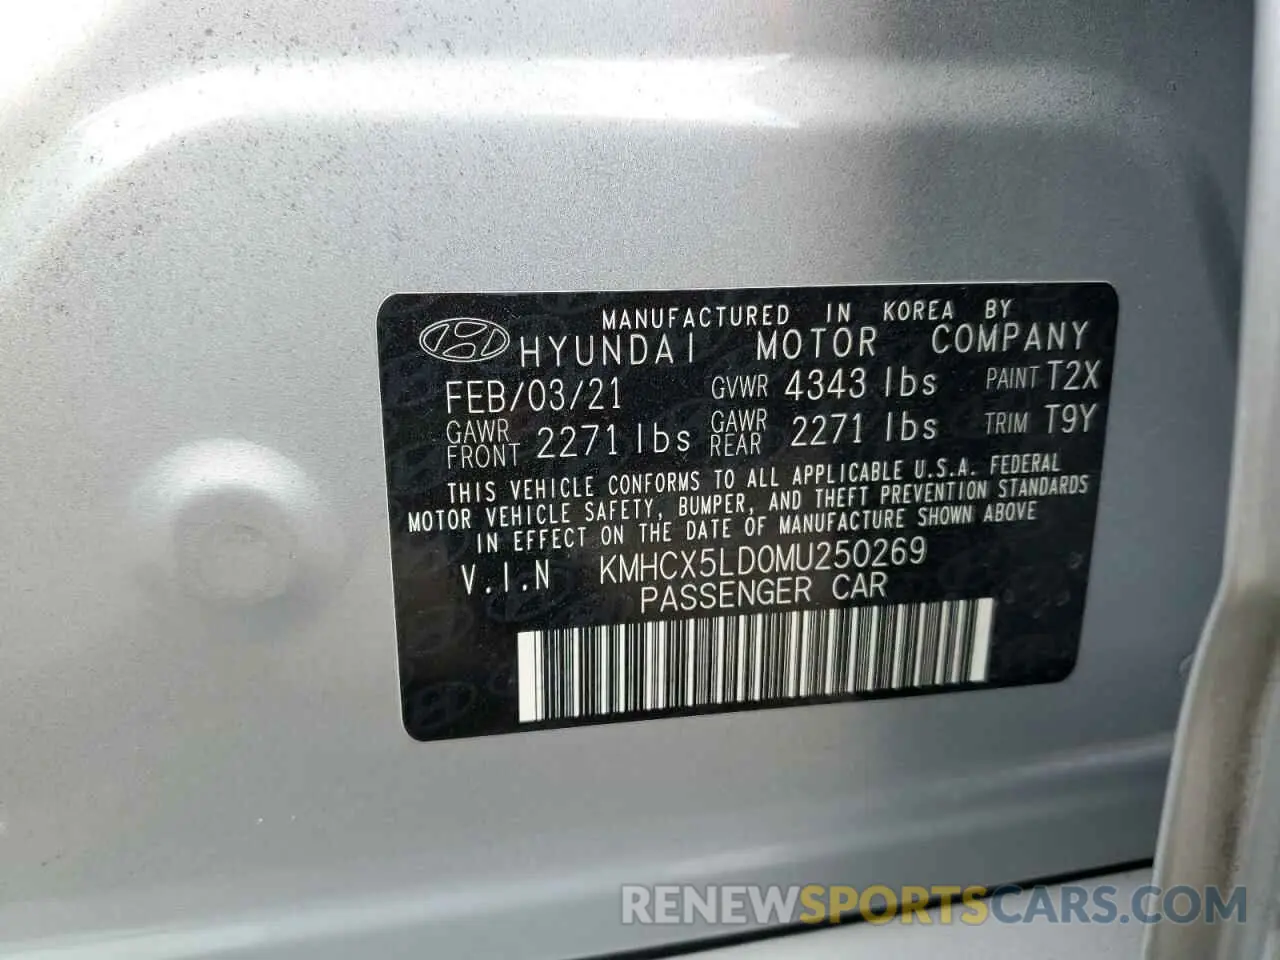 MANUFACTURED IN KOREA BY
HYUNDAI MOTOR COMPANY
FEB/03/21 GVWR 4343 lbs PAINT T2X
GAWR FRONT 2271 lbs GAWR REAR 2271 lbs TRIM T9Y
THIS VEHICLE CONFORMS TO ALL APPLICABLE U.S.A. FEDERAL
MOTOR VEHICLE SAFETY, BUMPER, AND THEFT PREVENTION STANDARDS
IN EFFECT ON THE DATE OF MANUFACTURE SHOWN ABOVE
V.I.N KMHCX5LD0MU250269
PASSENGER CAR
RENEWSPORTSCARS.COM